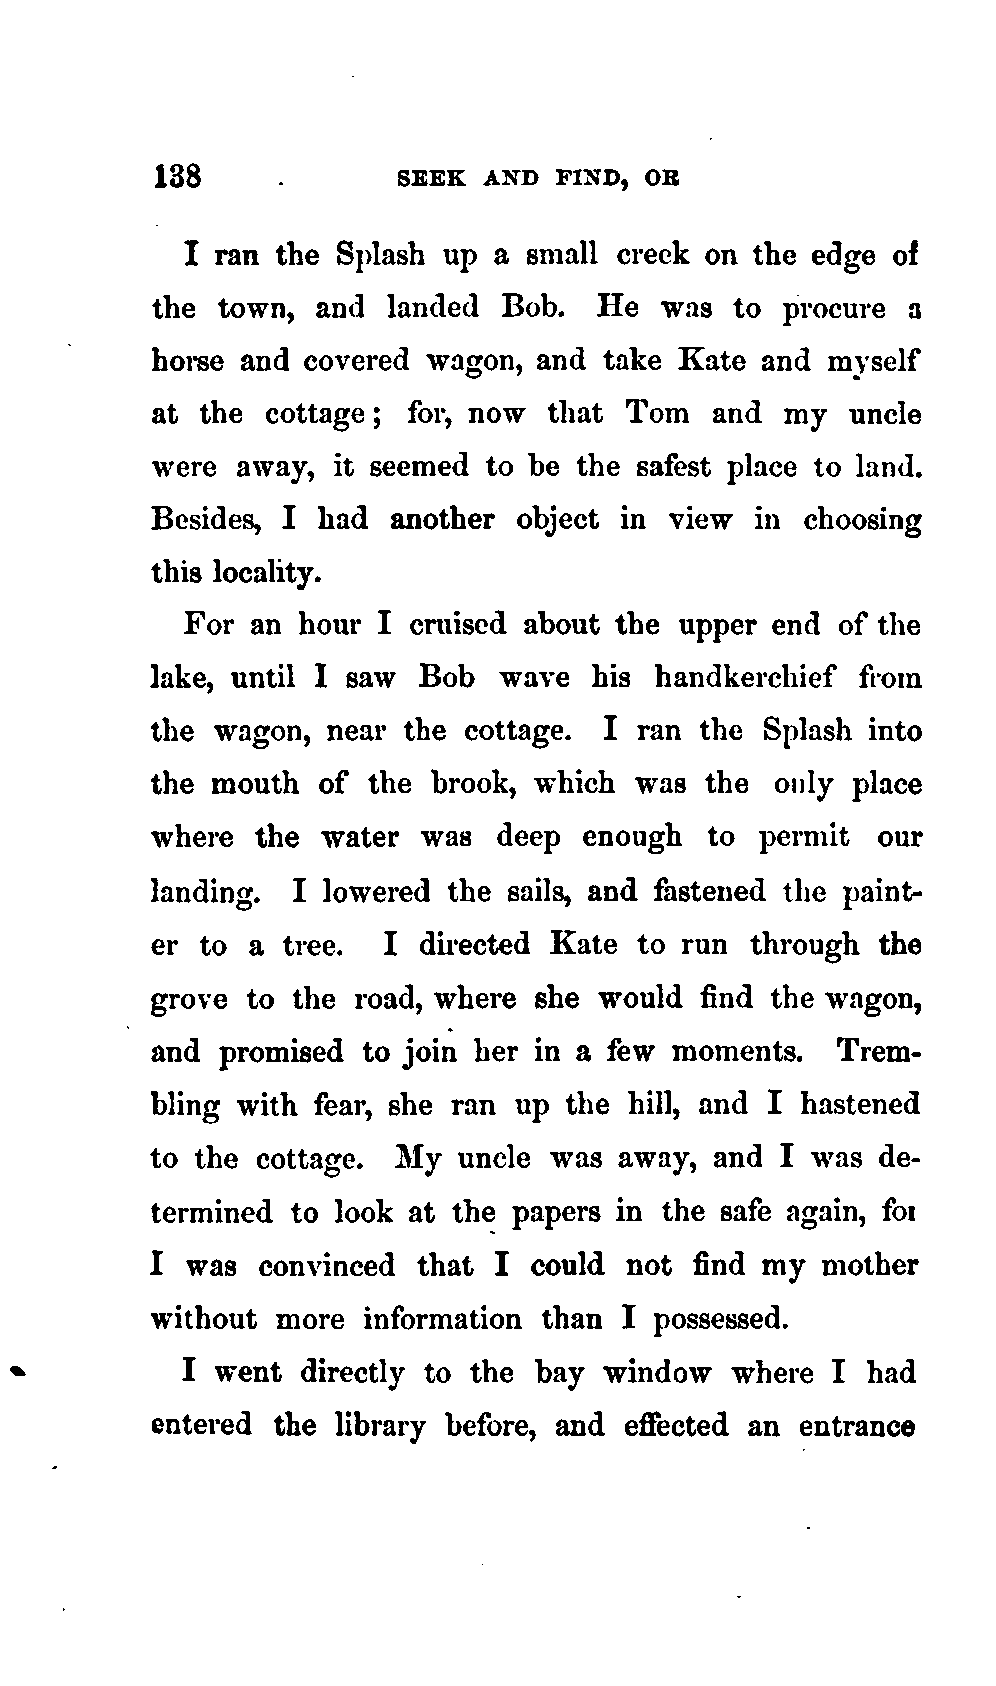 138 SEEK AND FIND, OR
I ran the Splash up a small creek on the edge of
the town, and landed Bob. He was to procure a
horse and covered wagon, and take Kate and myself
at the cottage; for, now that Tom and my uncle
were away, it seemed to be the safest place to land.
Besides, I had another object in view in choosing
this locality.
For an hour I cruised about the upper end of the
lake, until I saw Bob wave his handkerchief from
the wagon, near the cottage. I ran the Splash into
the mouth of the brook, which was the only place
where the water was deep enough to permit our
landing. I lowered the sails, and fastened the paint-
er to a tree. I directed Kate to run through the
grove to the road, where she would find the wagon,
and promised to join her in a few moments. Trem-
bling with fear, she ran up the hill, and I hastened
to the cottage. My uncle was away, and I was de-
termined to look at the papers in the safe again, for
I was convinced that I could not find my mother
without more information than I possessed.
I went directly to the bay window where I had
entered the library before, and effected an entrance